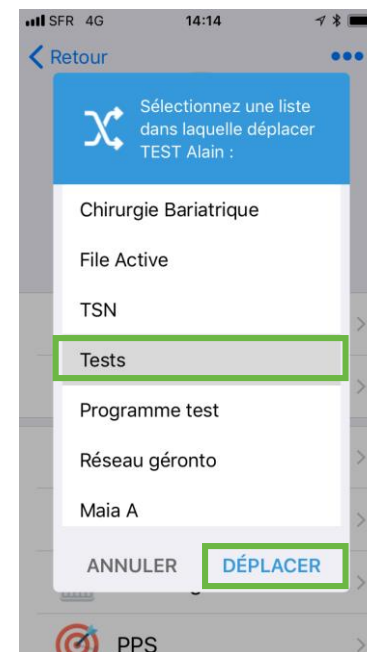 SFR 4G 14:14
Retour
Sélectionnez une liste
dans laquelle déplacer
TEST Alain :
Chirurgie Bariatrique
File Active
TSN
Tests
Programme test
Réseau géronto
Maia A
ANNULER DÉPLACER
PPS